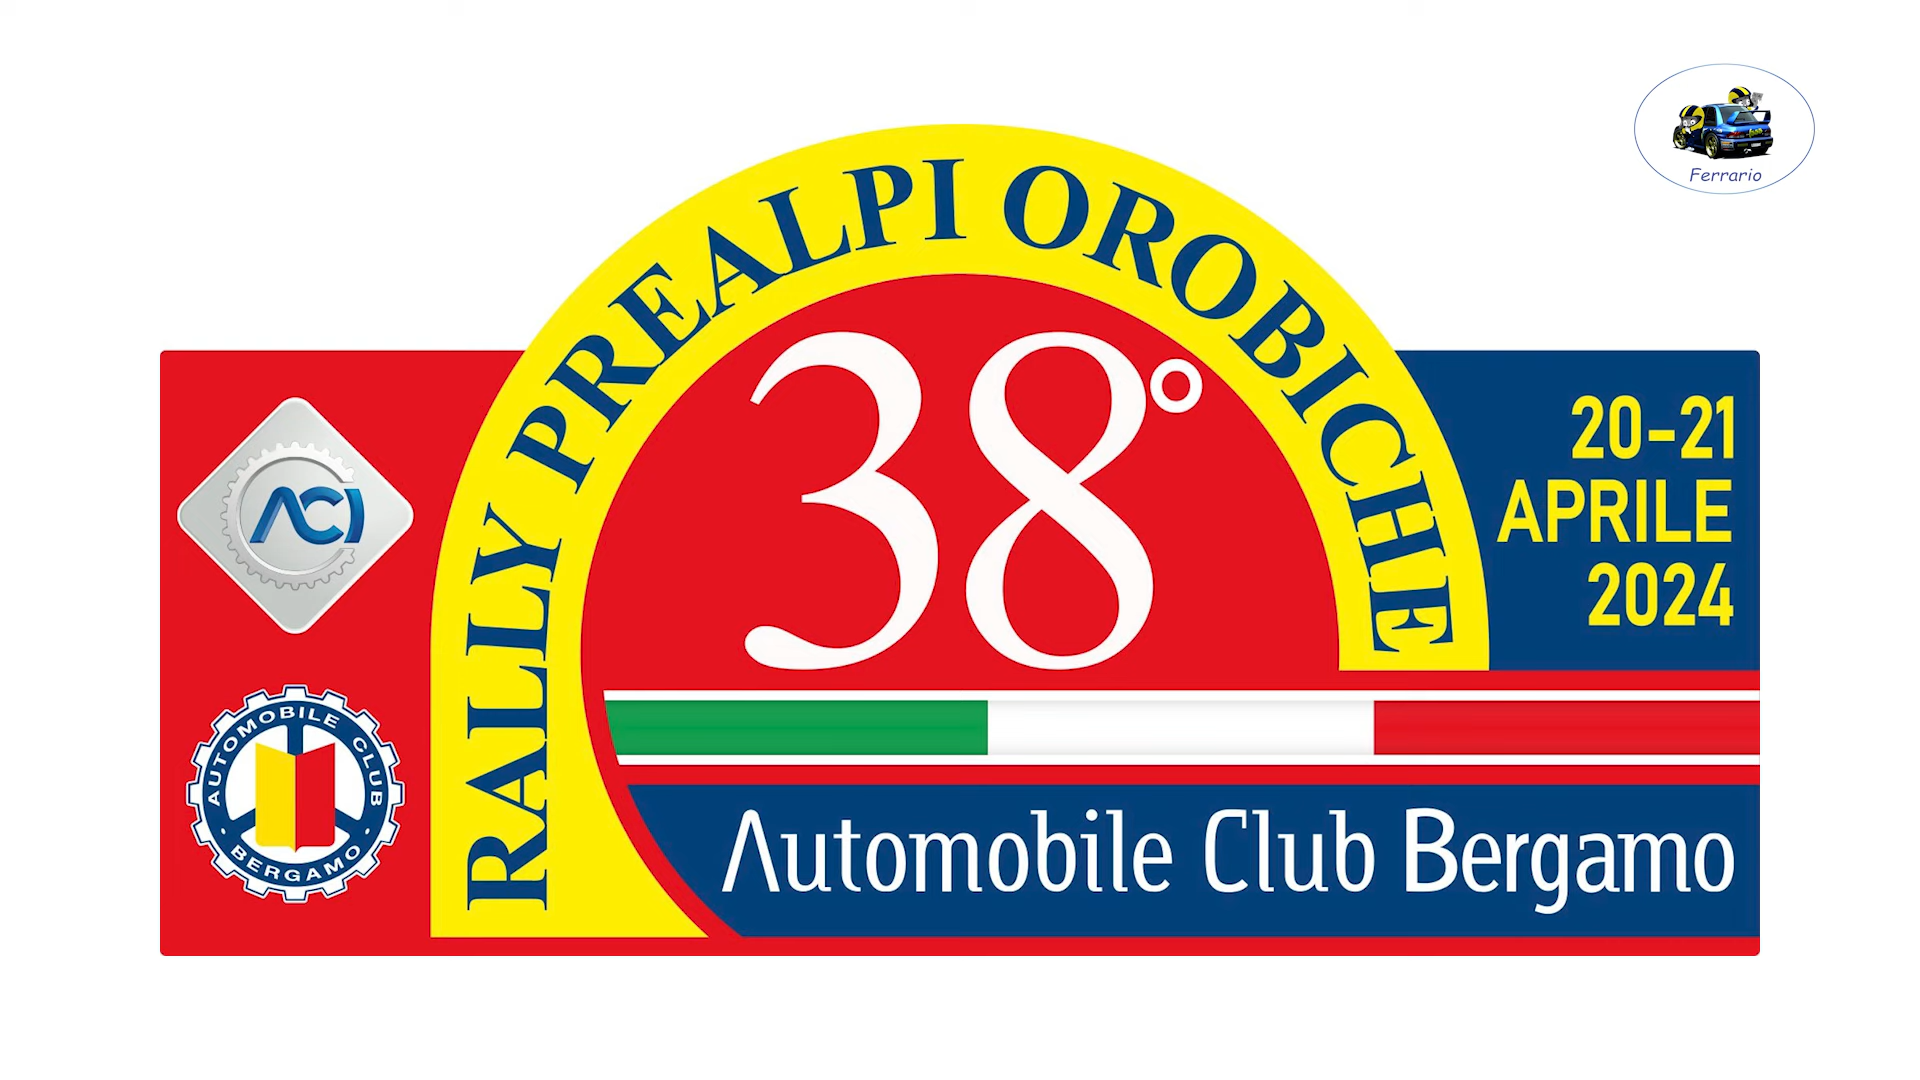 Ferrario
RALLY PREALPI OROBICHE
38°
20-21
APRILE
2024
ACI
AUTOMOBILE CLUB
BERGAMO
Automobile Club Bergamo